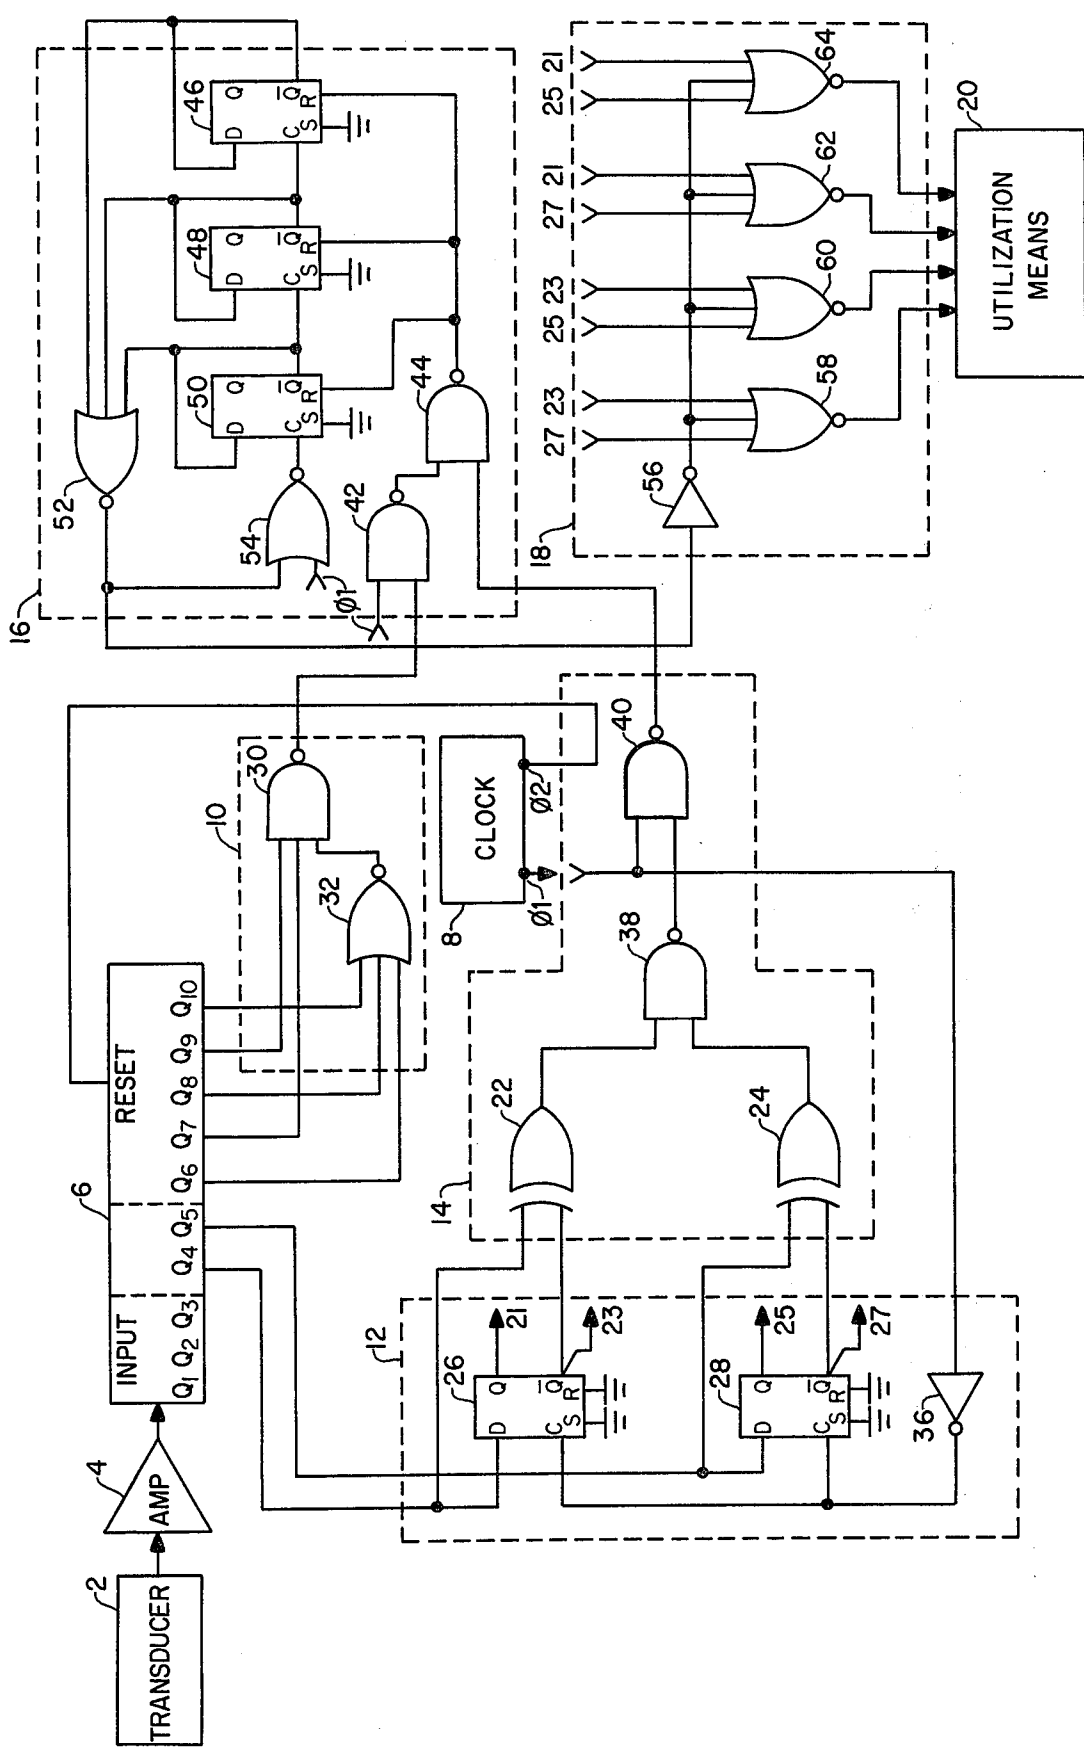 2
TRANSDUCER
4
AMP
6
INPUT
RESET
Q1 Q2 Q3 Q4 Q5 Q6 Q7 Q8 Q9 Q10
10
30
32
8
CLOCK
Ø1
Ø2
12
26
D Q
C Q̅
S R
21
23
28
D Q
C Q̅
S R
25
27
36
14
22
24
38
40
16
52
54
Ø1
42
44
50
D Q
C Q̅
S R
48
D Q
C Q̅
S R
46
D Q
C Q̅
S R
18
56
27 23
58
25 23
60
27 21
62
25 21
64
20
UTILIZATION
MEANS